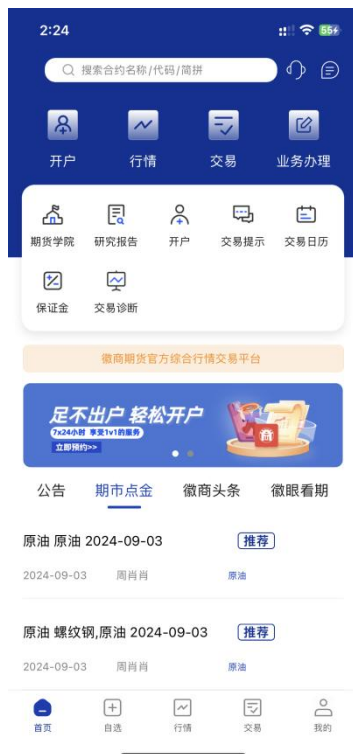 2:24
55
搜索合约名称/代码/简拼
开户 行情 交易 业务办理
期货学院 研究报告 开户 交易提示 交易日历
保证金 交易诊断
徽商期货官方综合行情交易平台
足不出户 轻松开户
7x24小时 享受1v1的服务
立即预约>>
公告 期市点金 徽商头条 徽眼看期
原油 原油 2024-09-03 推荐
2024-09-03 周肖肖 原油
原油 螺纹钢,原油 2024-09-03 推荐
2024-09-03 周肖肖 原油
首页 自选 行情 交易 我的